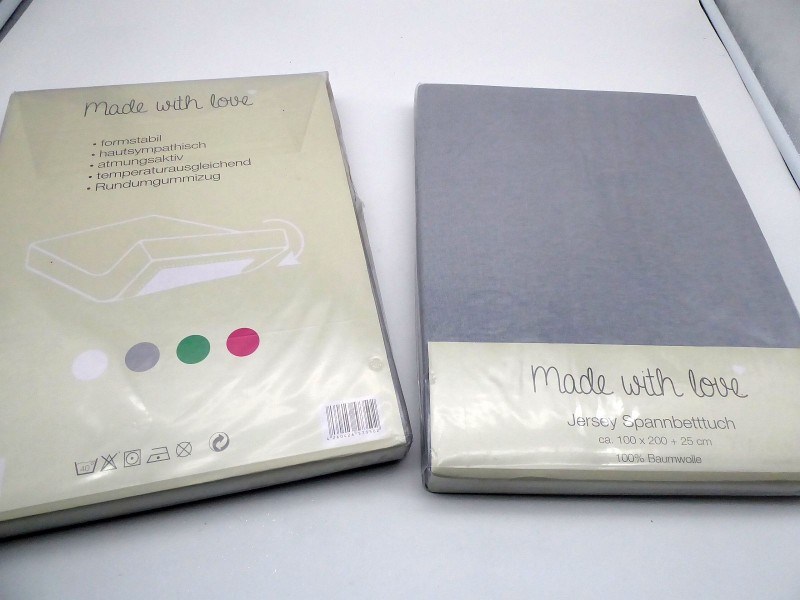 Made with love
• formstabil
• hautsympathisch
• atmungsaktiv
• temperaturausgleichend
• Rundumgummizug
40
Made with love
Jersey Spannbetttuch
ca. 100 x 200 + 25 cm
100% Baumwolle